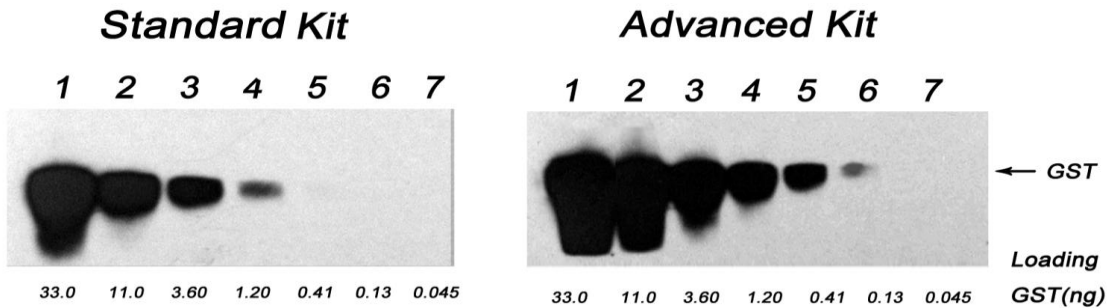 Standard Kit
1 2 3 4 5 6 7
33.0 11.0 3.60 1.20 0.41 0.13 0.045
Advanced Kit
1 2 3 4 5 6 7
GST
33.0 11.0 3.60 1.20 0.41 0.13 0.045
Loading
GST(ng)